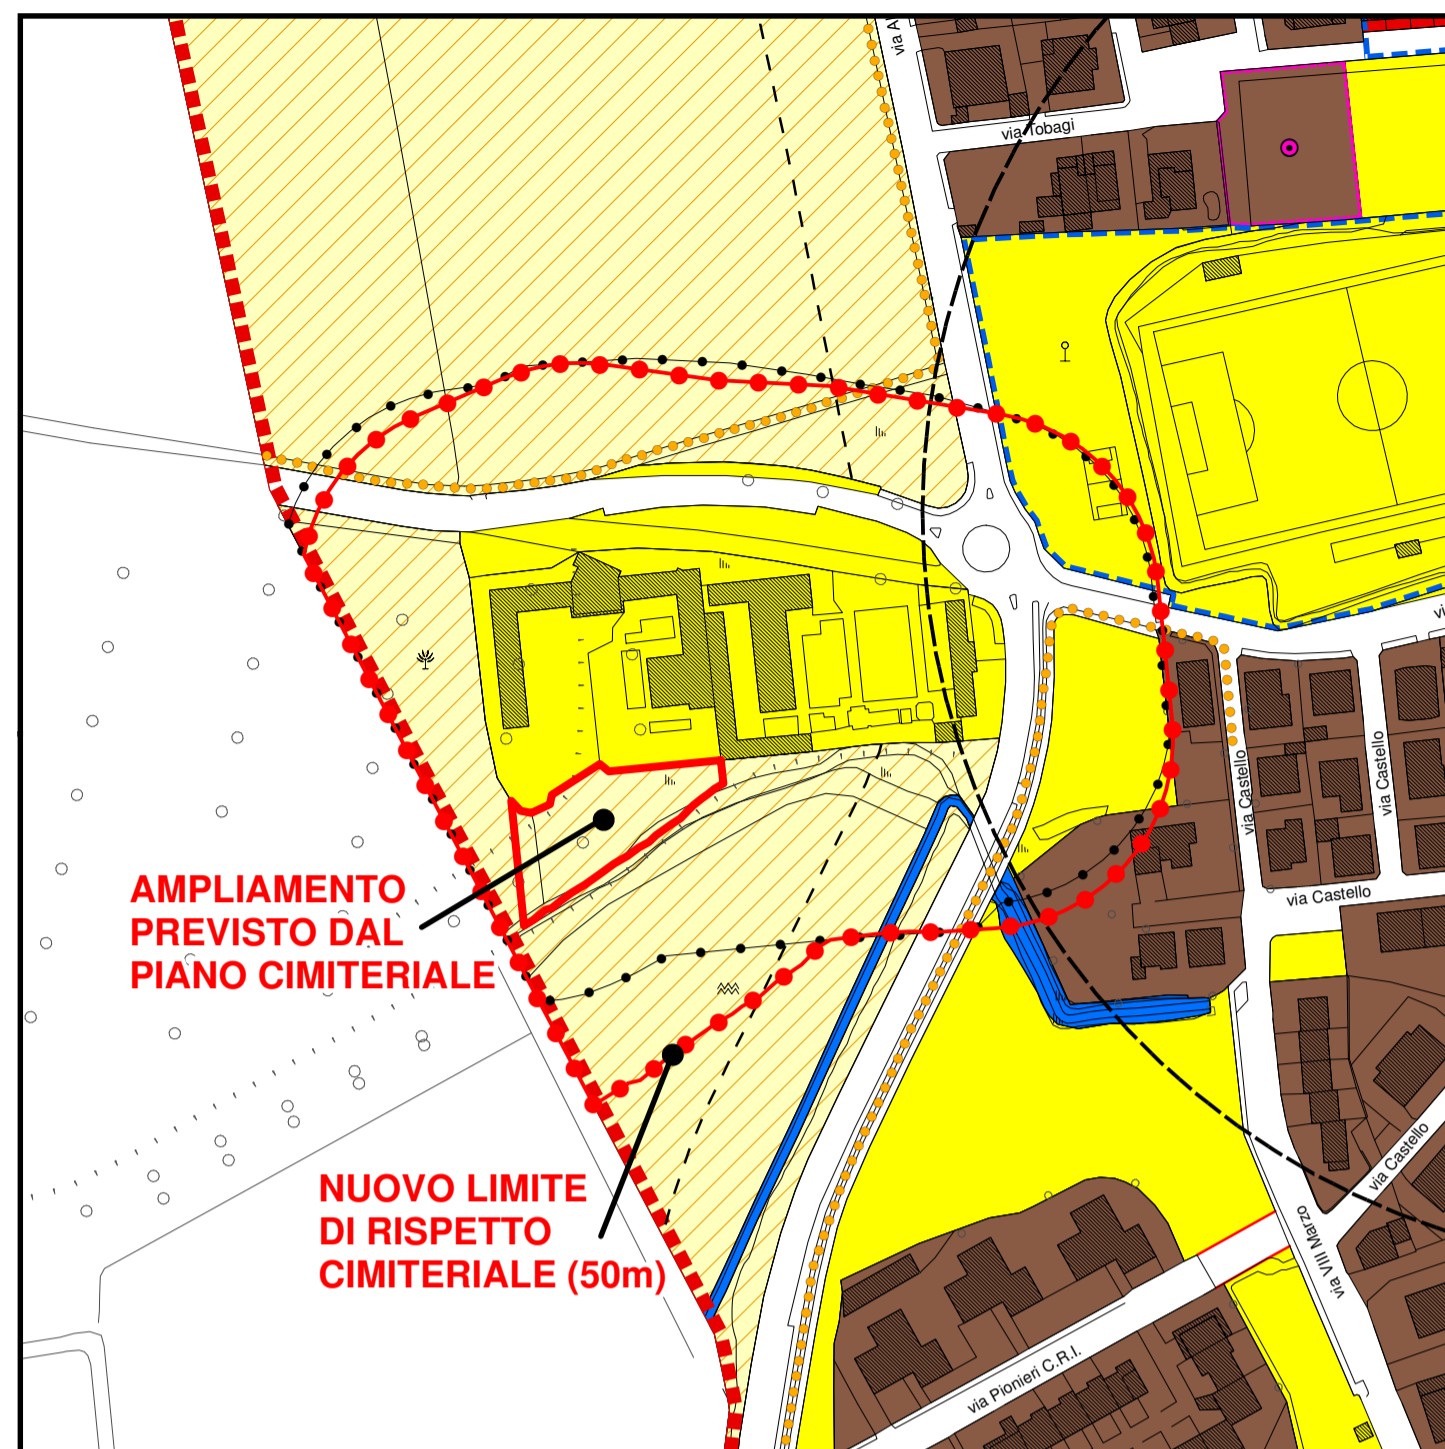 via Tobagi
via Castello
via Castello
via Castello
AMPLIAMENTO
PREVISTO DAL
PIANO CIMITERIALE
NUOVO LIMITE
DI RISPETTO
CIMITERIALE (50m)
via Castello
via VIII Marzo
via Pionieri C.R.I.